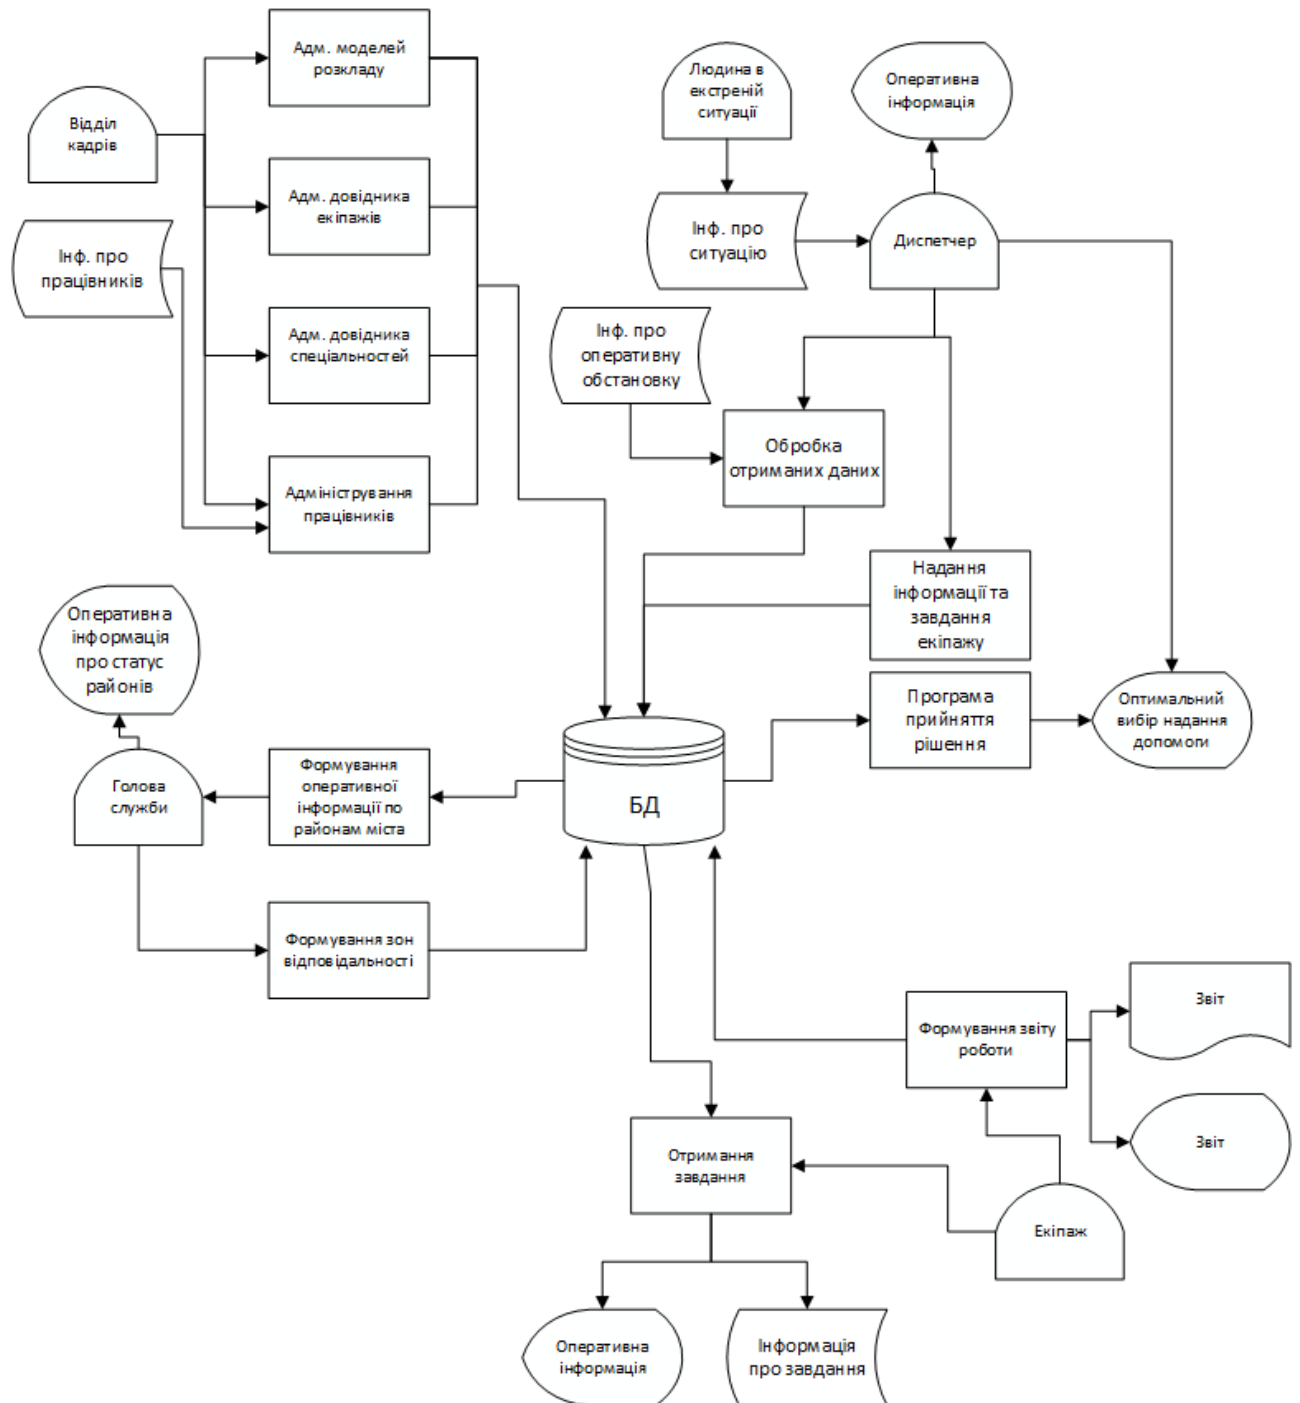 Адм. моделей
розкладу
Відділ
кадрів
Адм. довідника
екіпажів
Інф. про
працівників
Адм. довідника
спеціальностей
Адміністрування
працівників
Людина в
екстреній
ситуації
Оперативна
інформація
Інф. про
ситуацію
Диспетчер
Інф. про
оперативну
обстановку
Обробка
отриманих даних
Надання
інформації та
завдання
екіпажу
Програма
прийняття
рішення
Оптимальний
вибір надання
допомоги
Оперативна
інформація
про статус
районів
Голова
служби
Формування
оперативної
інформації по
районам міста
БД
Формування зон
відповідальності
Формування звіту
роботи
Звіт
Звіт
Отримання
завдання
Екіпаж
Оперативна
інформація
Інформація
про завдання